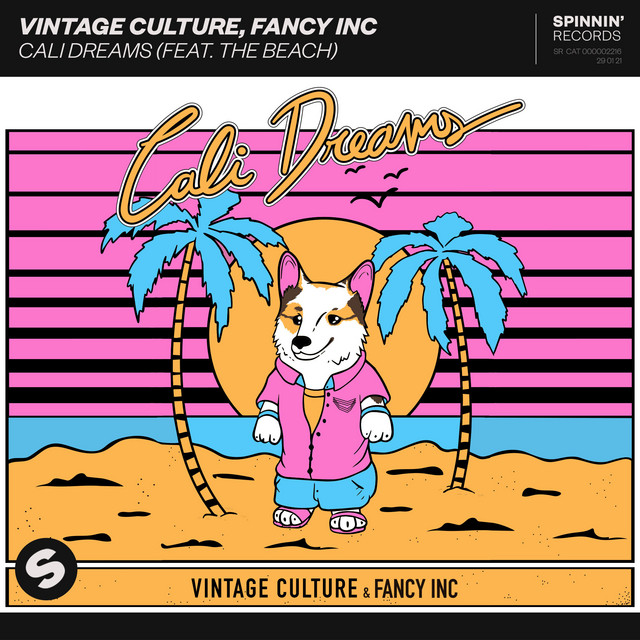 VINTAGE CULTURE, FANCY INC
CALI DREAMS (FEAT. THE BEACH)
SPINNIN'
RECORDS
SR CAT 000002216
29 01 21
Cali Dreams
S
VINTAGE CULTURE & FANCY INC